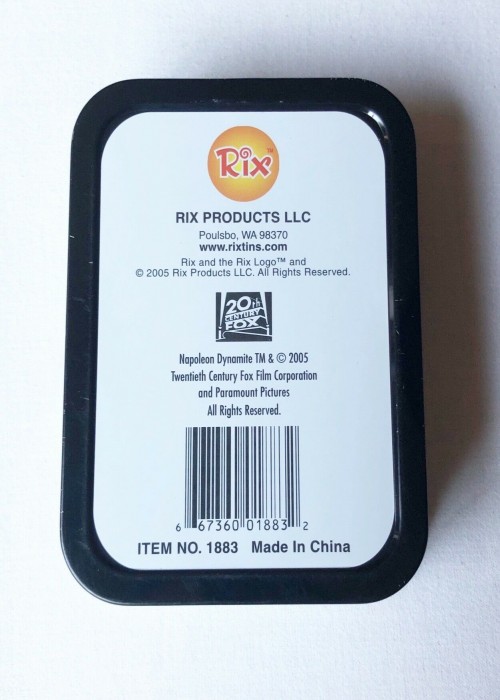 Rix™
RIX PRODUCTS LLC
Poulsbo, WA 98370
www.rixtins.com
Rix and the Rix Logo™ and
© 2005 Rix Products LLC. All Rights Reserved.
20th
CENTURY
FOX
Napoleon Dynamite TM & © 2005
Twentieth Century Fox Film Corporation
and Paramount Pictures
All Rights Reserved.
6 67360 01883 2
ITEM NO. 1883 Made In China